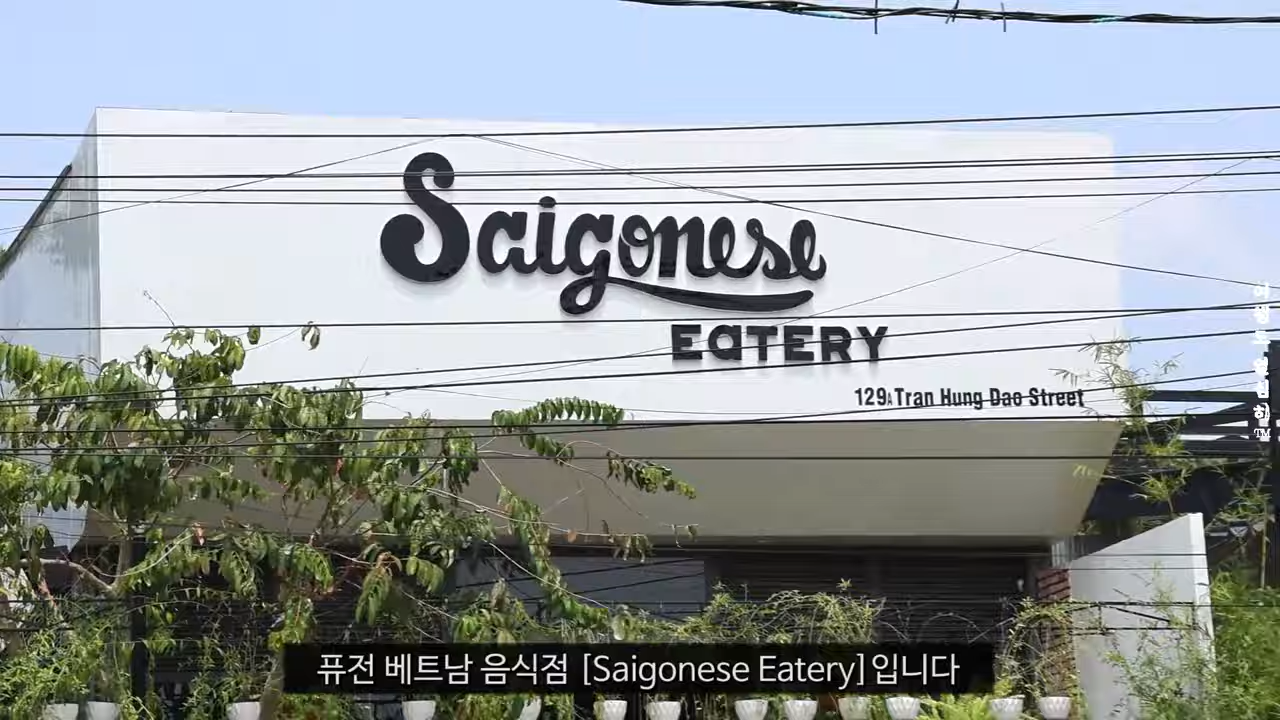 Saigonese
EATERY
129A Tran Hung Dao Street
퓨전 베트남 음식점 [Saigonese Eatery]입니다